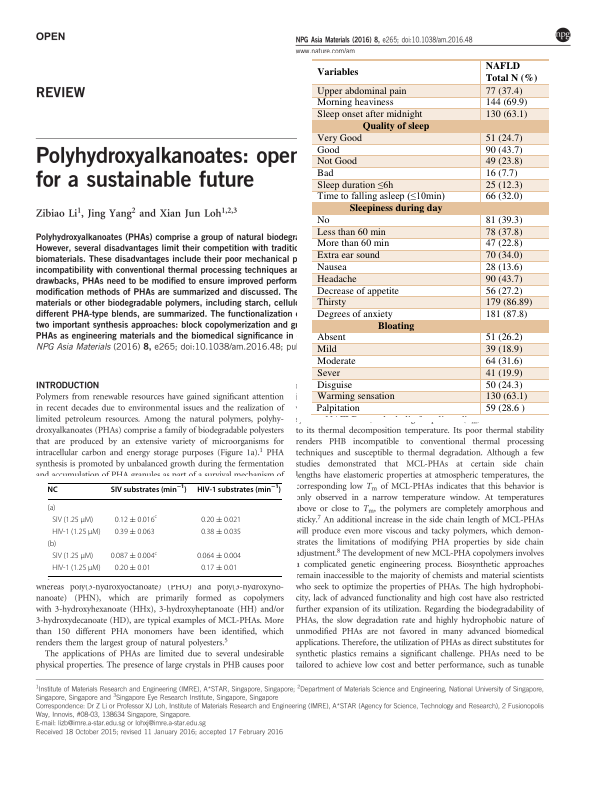 OPEN
NPG Asia Materials (2016) 8, e265; doi:10.1038/am.2016.48
npg
www.nature.com/am
REVIEW
Polyhydroxyalkanoates: oper
for a sustainable future
Zibiao Li1, Jing Yang2 and Xian Jun Loh1,2,3
Polyhydroxyalkanoates (PHAs) comprise a group of natural biodegra
However, several disadvantages limit their competition with traditic
biomaterials. These disadvantages include their poor mechanical p
incompatibility with conventional thermal processing techniques an
drawbacks, PHAs need to be modified to ensure improved perform
modification methods of PHAs are summarized and discussed. The
materials or other biodegradable polymers, including starch, cellulo
different PHA-type blends, are summarized. The functionalization
two important synthesis approaches: block copolymerization and gr
PHAs as engineering materials and the biomedical significance in
NPG Asia Materials (2016) 8, e265; doi:10.1038/am.2016.48; pul
Variables NAFLD
Total N (%)
Upper abdominal pain 77 (37.4)
Morning heaviness 144 (69.9)
Sleep onset after midnight 130 (63.1)
Quality of sleep
Very Good 51 (24.7)
Good 90 (43.7)
Not Good 49 (23.8)
Bad 16 (7.7)
Sleep duration ≤6h 25 (12.3)
Time to falling asleep (≤10min) 66 (32.0)
Sleepiness during day
No 81 (39.3)
Less than 60 min 78 (37.8)
More than 60 min 47 (22.8)
Extra ear sound 70 (34.0)
Nausea 28 (13.6)
Headache 90 (43.7)
Decrease of appetite 56 (27.2)
Thirsty 179 (86.89)
Degrees of anxiety 181 (87.8)
Bloating
Absent 51 (26.2)
Mild 39 (18.9)
Moderate 64 (31.6)
Sever 41 (19.9)
Disguise 50 (24.3)
Warming sensation 130 (63.1)
Palpitation 59 (28.6 )
INTRODUCTION
Polymers from renewable resources have gained significant attention
in recent decades due to environmental issues and the realization of
limited petroleum resources. Among the natural polymers, polyhy-
droxyalkanoates (PHAs) comprise a family of biodegradable polyesters
that are produced by an extensive variety of microorganisms for
intracellular carbon and energy storage purposes (Figure 1a).1 PHA
synthesis is promoted by unbalanced growth during the fermentation
and accumulation of PHA granules as part of a survival mechanism of
NC SIV substrates (min−1) HIV-1 substrates (min−1)
(a)
SIV (1.25 μM) 0.12 ± 0.016c 0.20 ± 0.021
HIV-1 (1.25 μM) 0.39 ± 0.063 0.38 ± 0.035
(b)
SIV (1.25 μM) 0.087 ± 0.004c 0.064 ± 0.004
HIV-1 (1.25 μM) 0.20 ± 0.01 0.17 ± 0.01
whereas poly(3-hydroxyoctanoate) (PHO) and poly(3-hydroxyno-
nanoate) (PHN), which are primarily formed as copolymers
with 3-hydroxyhexanoate (HHx), 3-hydroxyheptanoate (HH) and/or
3-hydroxydecanoate (HD), are typical examples of MCL-PHAs. More
than 150 different PHA monomers have been identified, which
renders them the largest group of natural polyesters.5
The applications of PHAs are limited due to several undesirable
physical properties. The presence of large crystals in PHB causes poor
to its thermal decomposition temperature. Its poor thermal stability
renders PHB incompatible to conventional thermal processing
techniques and susceptible to thermal degradation. Although a few
studies demonstrated that MCL-PHAs at certain side chain
lengths have elastomeric properties at atmospheric temperatures, the
corresponding low Tm of MCL-PHAs indicates that this behavior is
only observed in a narrow temperature window. At temperatures
above or close to Tm, the polymers are completely amorphous and
sticky.7 An additional increase in the side chain length of MCL-PHAs
will produce even more viscous and tacky polymers, which demon-
strates the limitations of modifying PHA properties by side chain
adjustment.8 The development of new MCL-PHA copolymers involves
a complicated genetic engineering process. Biosynthetic approaches
remain inaccessible to the majority of chemists and material scientists
who seek to optimize the properties of PHAs. The high hydrophobi-
city, lack of advanced functionality and high cost have also restricted
further expansion of its utilization. Regarding the biodegradability of
PHAs, the slow degradation rate and highly hydrophobic nature of
unmodified PHAs are not favored in many advanced biomedical
applications. Therefore, the utilization of PHAs as direct substitutes for
synthetic plastics remains a significant challenge. PHAs need to be
tailored to achieve low cost and better performance, such as tunable
1Institute of Materials Research and Engineering (IMRE), A*STAR, Singapore, Singapore; 2Department of Materials Science and Engineering, National University of Singapore,
Singapore, Singapore and 3Singapore Eye Research Institute, Singapore, Singapore
Correspondence: Dr Z Li or Professor XJ Loh, Institute of Materials Research and Engineering (IMRE), A*STAR (Agency for Science, Technology and Research), 2 Fusionopolis
Way, Innovis, #08-03, 138634 Singapore, Singapore.
E-mail: lizb@imre.a-star.edu.sg or lohxj@imre.a-star.edu.sg
Received 18 October 2015; revised 11 January 2016; accepted 17 February 2016